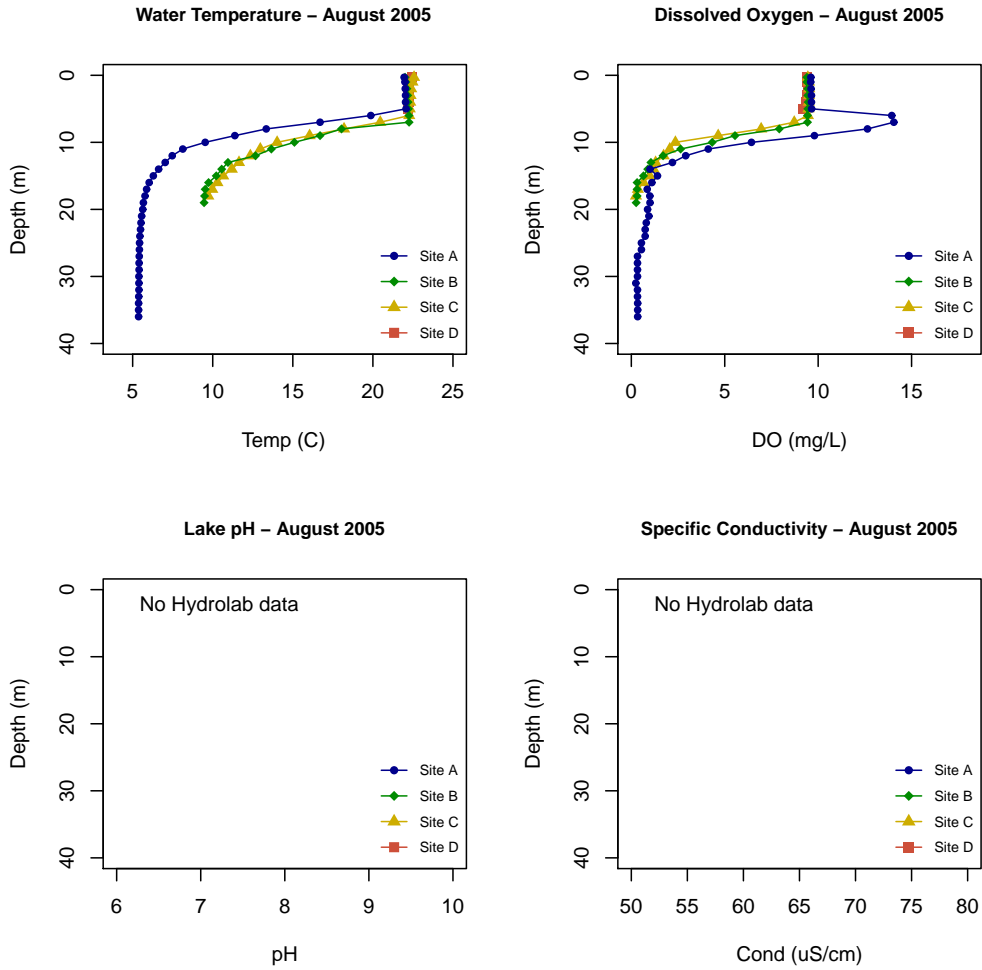 Water Temperature – August 2005
0
10
20
30
40
Depth (m)
Site A
Site B
Site C
Site D
5 10 15 20 25
Temp (C)
Dissolved Oxygen – August 2005
0
10
20
30
40
Depth (m)
Site A
Site B
Site C
Site D
0 5 10 15
DO (mg/L)
Lake pH – August 2005
No Hydrolab data
0
10
20
30
40
Depth (m)
Site A
Site B
Site C
Site D
6 7 8 9 10
pH
Specific Conductivity – August 2005
No Hydrolab data
0
10
20
30
40
Depth (m)
Site A
Site B
Site C
Site D
50 55 60 65 70 75 80
Cond (uS/cm)